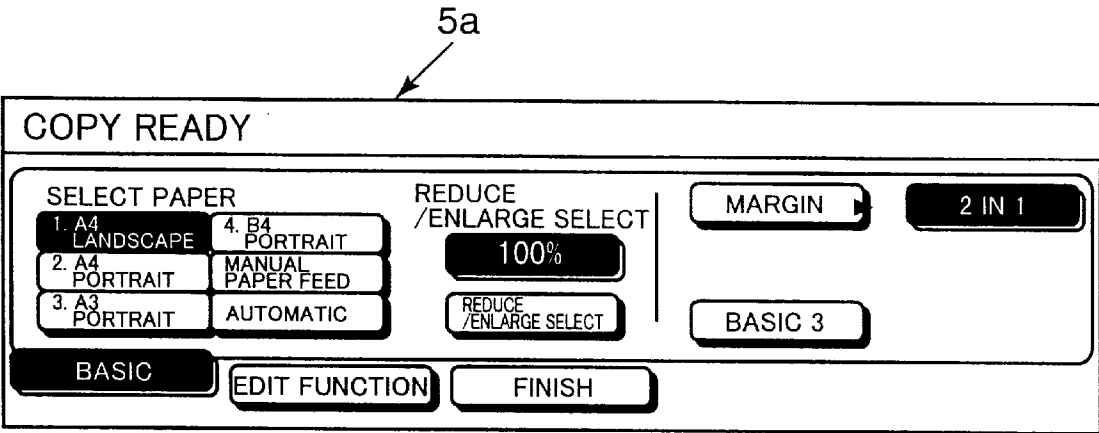 5a
COPY READY
SELECT PAPER
1. A4
LANDSCAPE
4. B4
PORTRAIT
2. A4
PORTRAIT
MANUAL
PAPER FEED
3. A3
PORTRAIT
AUTOMATIC
REDUCE
/ENLARGE SELECT
100%
REDUCE
/ENLARGE SELECT
MARGIN
2 IN 1
BASIC 3
BASIC
EDIT FUNCTION
FINISH